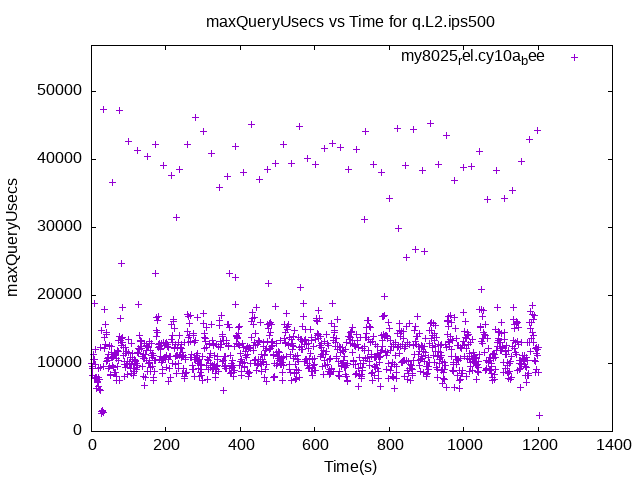 maxQueryUsecs vs Time for q.L2.ips500
my8025rel.cy10abee
50000
40000
30000
20000
10000
0
maxQueryUsecs
0 200 400 600 800 1000 1200 1400
Time(s)